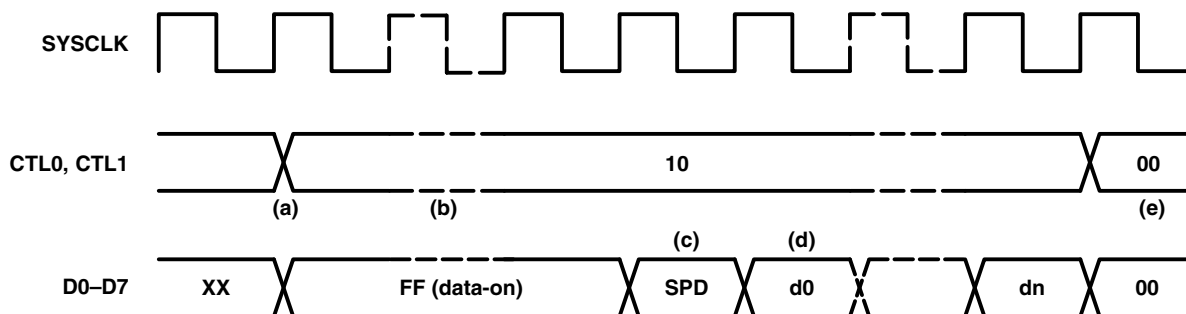 SYSCLK
CTL0, CTL1
10
00
(a)
(b)
(e)
(c)
(d)
D0–D7
XX
FF (data-on)
SPD
d0
dn
00